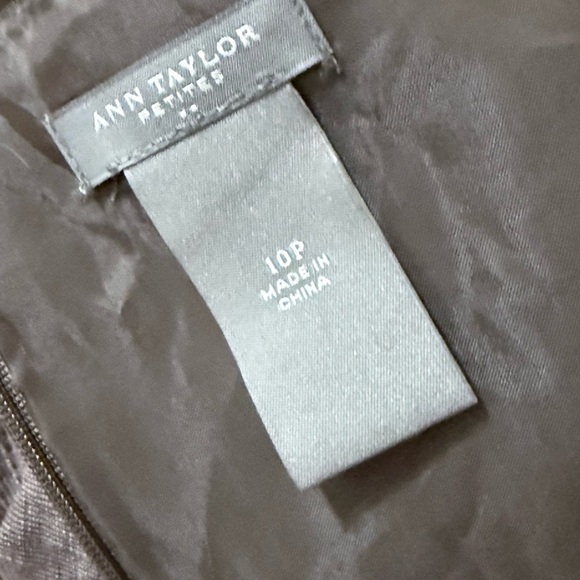 ANN TAYLOR
PETITES
10P
MADE IN
CHINA